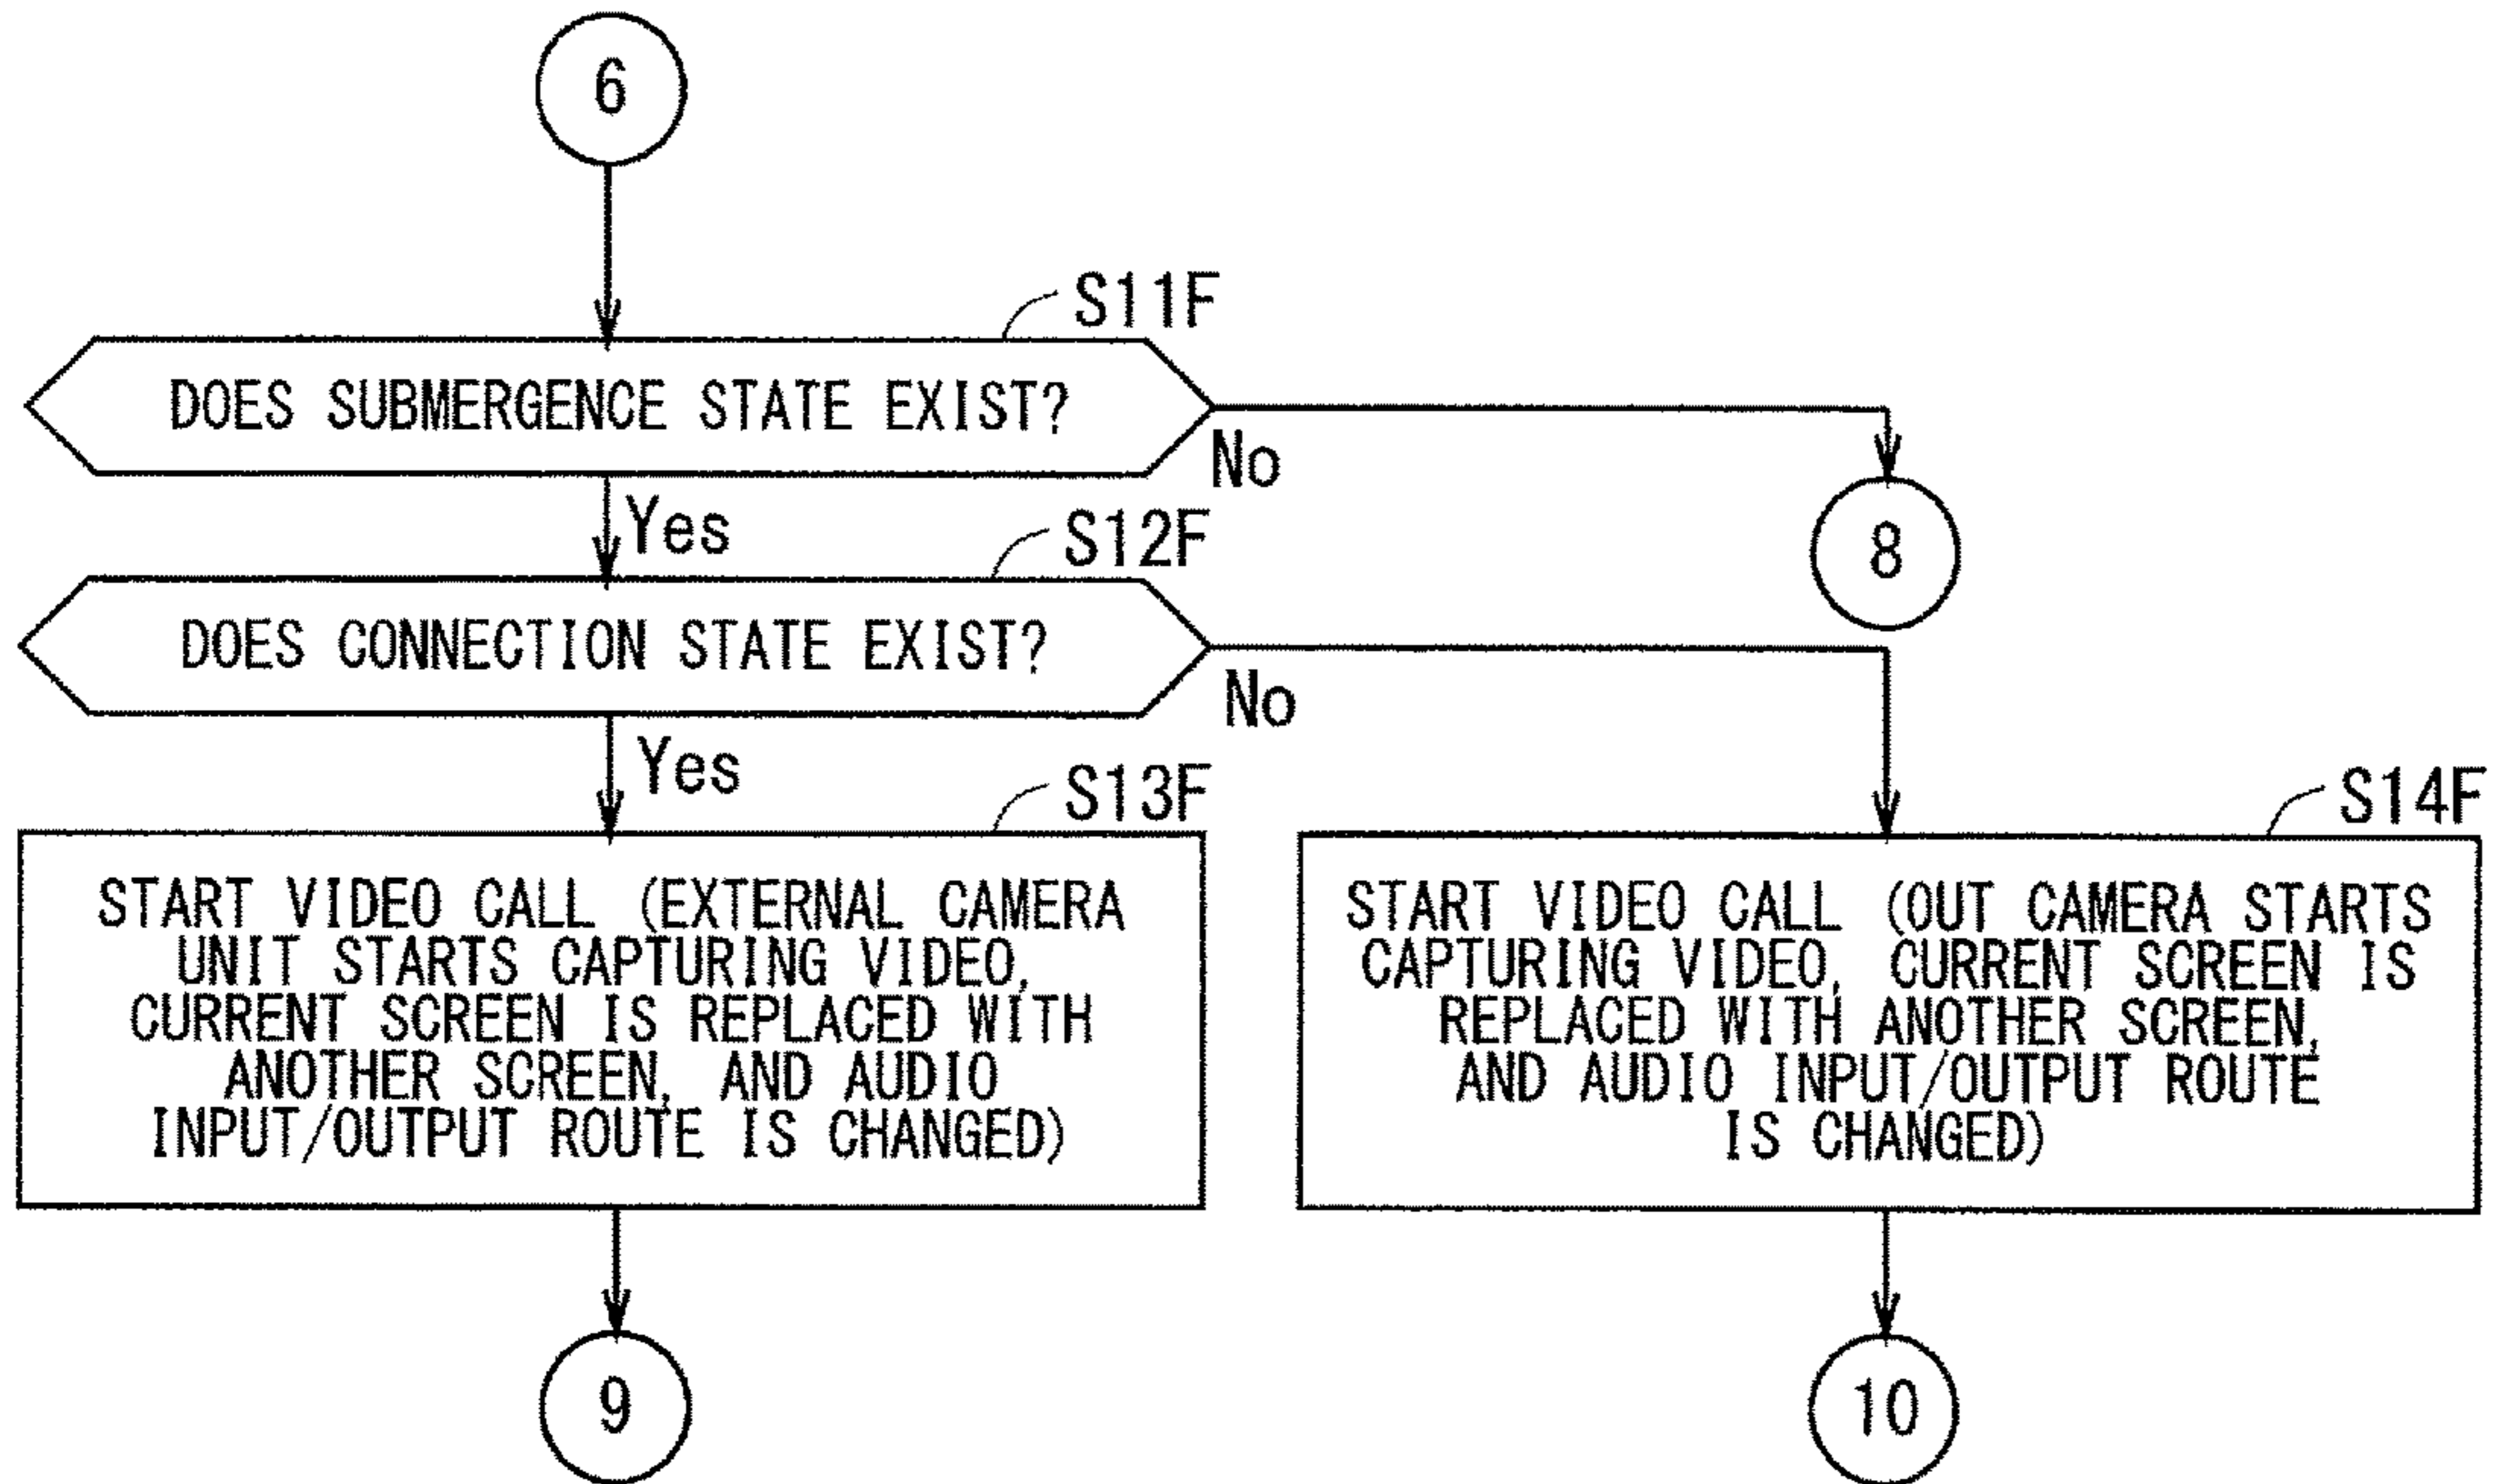 6
S11F
DOES SUBMERGENCE STATE EXIST?
No
Yes
8
S12F
DOES CONNECTION STATE EXIST?
No
Yes
S13F
START VIDEO CALL (EXTERNAL CAMERA
UNIT STARTS CAPTURING VIDEO,
CURRENT SCREEN IS REPLACED WITH
ANOTHER SCREEN, AND AUDIO
INPUT/OUTPUT ROUTE IS CHANGED)
S14F
START VIDEO CALL (OUT CAMERA STARTS
CAPTURING VIDEO, CURRENT SCREEN IS
REPLACED WITH ANOTHER SCREEN,
AND AUDIO INPUT/OUTPUT ROUTE
IS CHANGED)
9
10